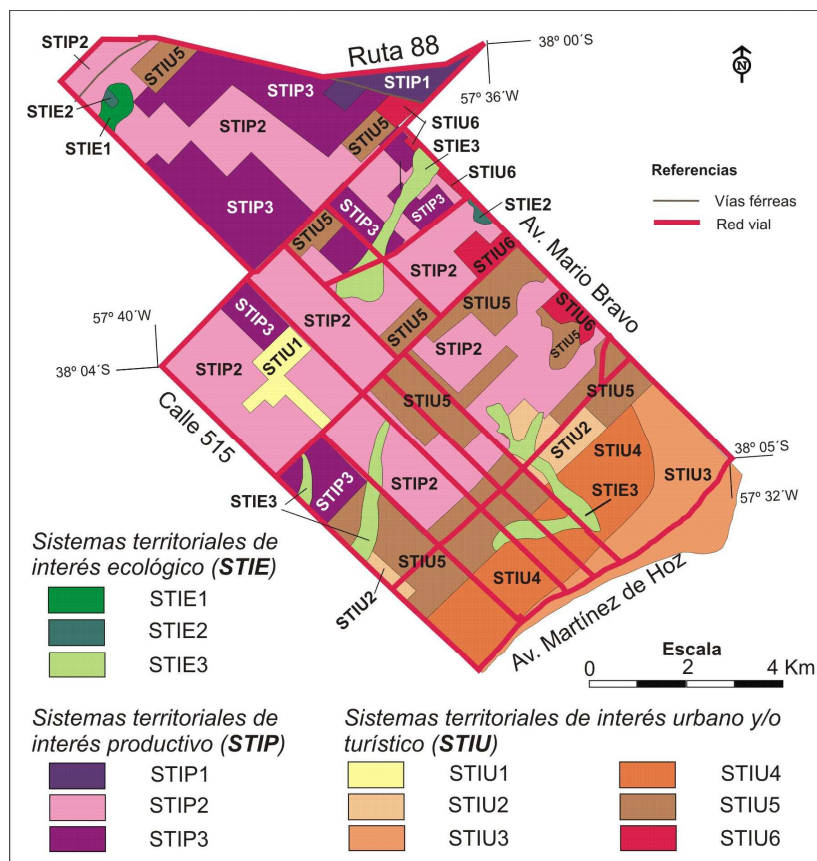 Ruta 88
38º 00´S
57º 36´W
N
STIP2
STIU5
STIP1
STIP3
STIE2
STIE1
STIP2
STIU5
STIU6
STIE3
STIU6
STIE2
STIP3
STIP3
STIP3
STIU5
Av. Mario Bravo
Referencias
Vías férreas
Red vial
STIP2
STIU6
STIU5
57º 40´W
38º 04´S
STIP3
STIU1
STIP2
STIP2
STIU5
STIP2
STIU6
STIU5
STIU5
STIU5
Calle 515
STIU2
STIU4
STIU3
38º 05´S
57º 32´W
STIP3
STIP2
STIE3
STIE3
STIU5
STIU4
STIU2
Av. Martínez de Hoz
Escala
0 2 4 Km
Sistemas territoriales de
interés ecológico (STIE)
STIE1
STIE2
STIE3
Sistemas territoriales de
interés productivo (STIP)
STIP1
STIP2
STIP3
Sistemas territoriales de interés urbano y/o
turístico (STIU)
STIU1
STIU2
STIU3
STIU4
STIU5
STIU6